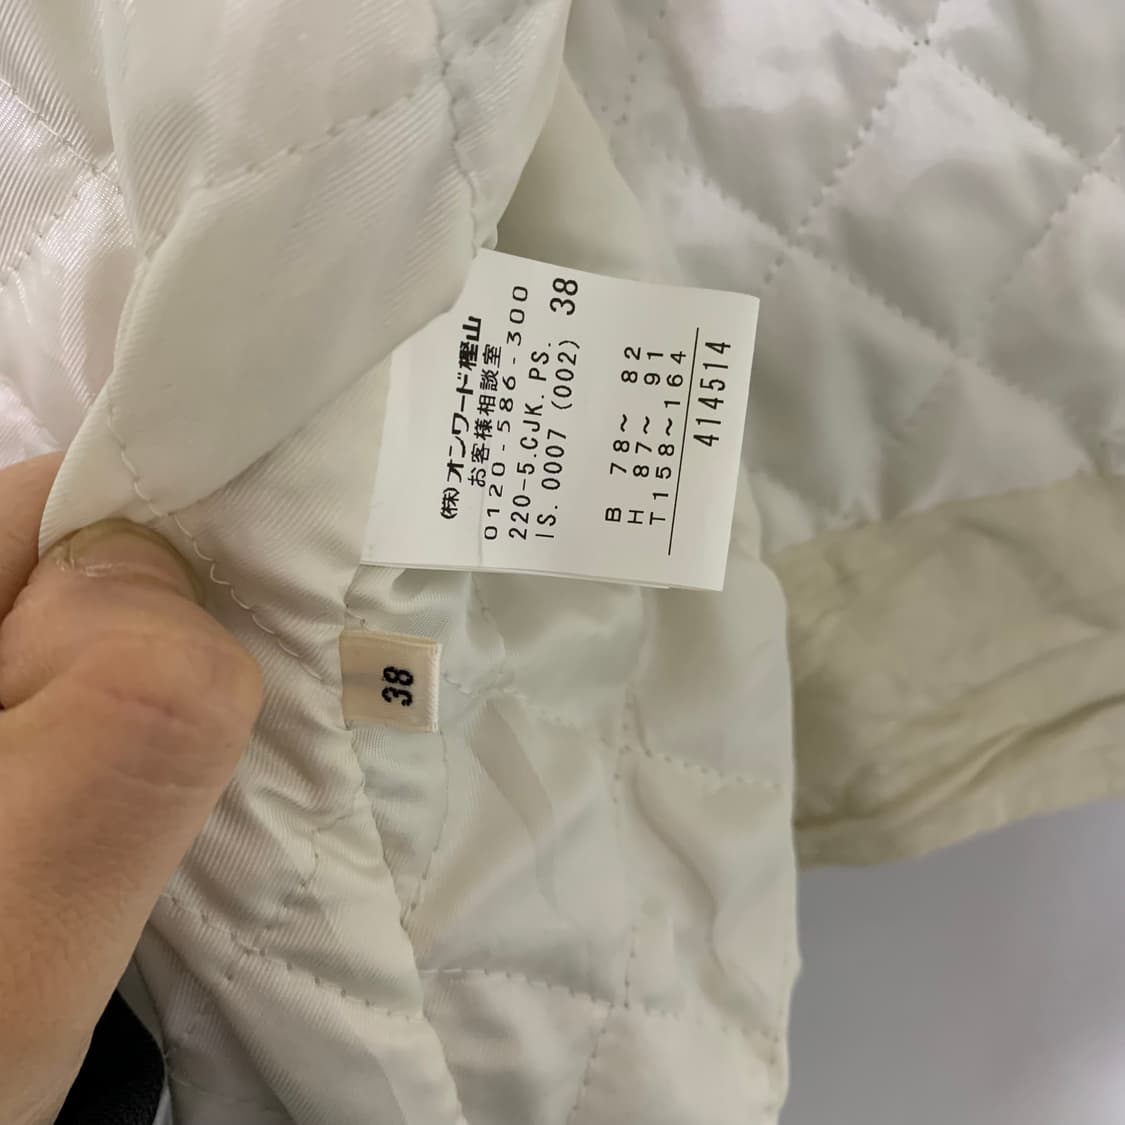 (株)オンワード樫山
お客様相談室
0120-586-300
220-5.CJK.PS.
IS.0007(002) 38
B 78~ 82
H 87~ 91
T158~164
414514
38